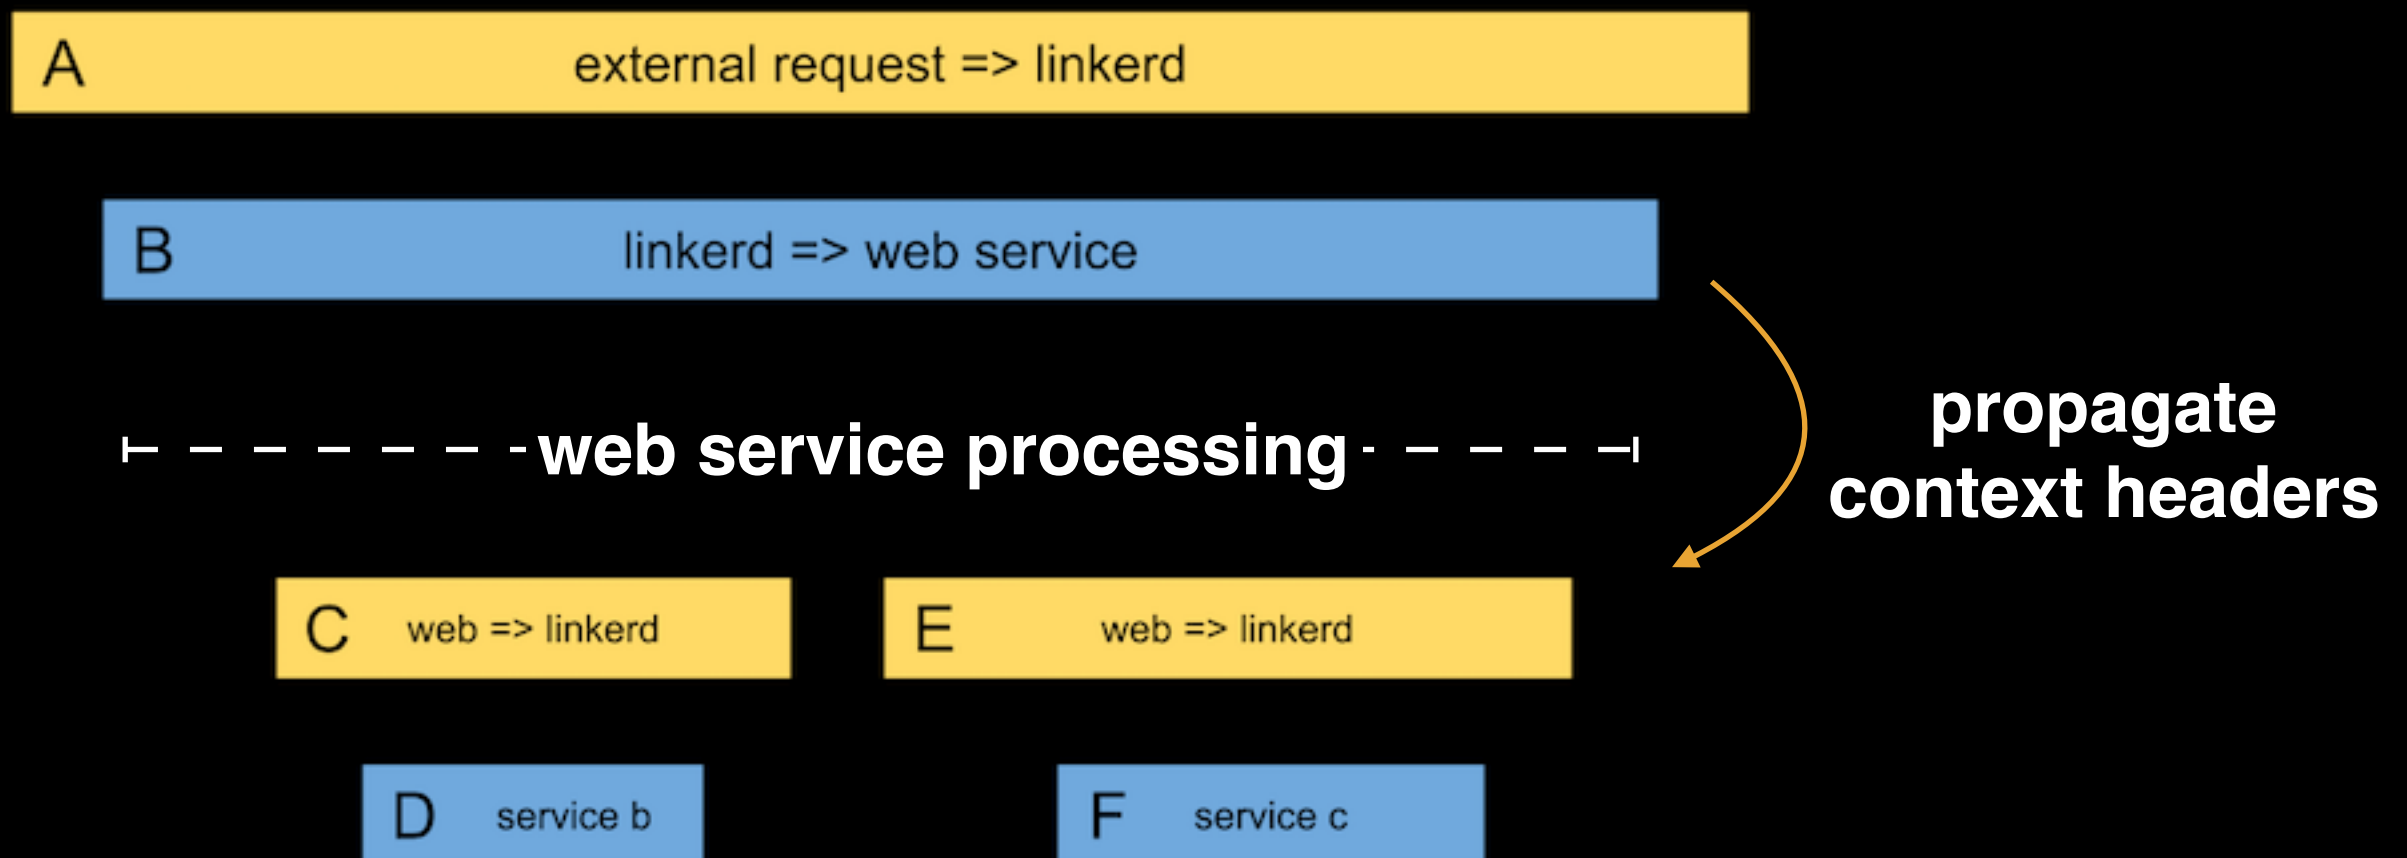 A external request => linkerd
B linkerd => web service
web service processing
propagate
context headers
C web => linkerd
E web => linkerd
D service b
F service c